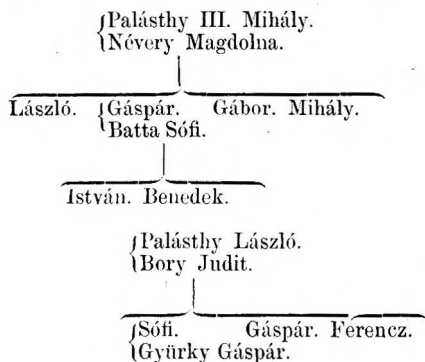 Palásthy III. Mihály.
Névery Magdolna.
László. Gáspár. Gábor. Mihály.
Batta Sófi.
István. Benedek.
Palásthy László.
Bory Judit.
Sófi. Gáspár. Ferencz.
Gyürky Gáspár.